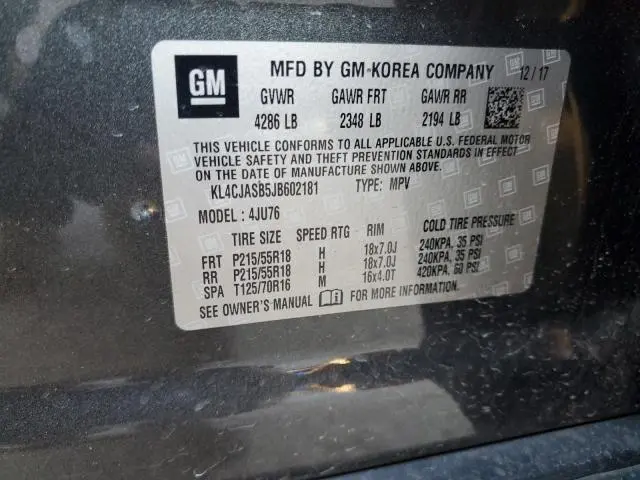 GM MFD BY GM KOREA COMPANY 12/17
GVWR GAWR FRT GAWR RR
4286 LB 2348 LB 2194 LB
THIS VEHICLE CONFORMS TO ALL APPLICABLE U.S. FEDERAL MOTOR
VEHICLE SAFETY AND THEFT PREVENTION STANDARDS IN EFFECT
ON THE DATE OF MANUFACTURE SHOWN ABOVE.
KL4CJASB5JB602181 TYPE: MPV
MODEL: 4JU76
TIRE SIZE SPEED RTG RIM COLD TIRE PRESSURE
FRT P215/55R18 H 18x7.0J 240KPA, 35 PSI
RR P215/55R18 H 18x7.0J 240KPA, 35 PSI
SPA T125/70R16 M 16x4.0T 420KPA, 60 PSI
SEE OWNER'S MANUAL FOR MORE INFORMATION.